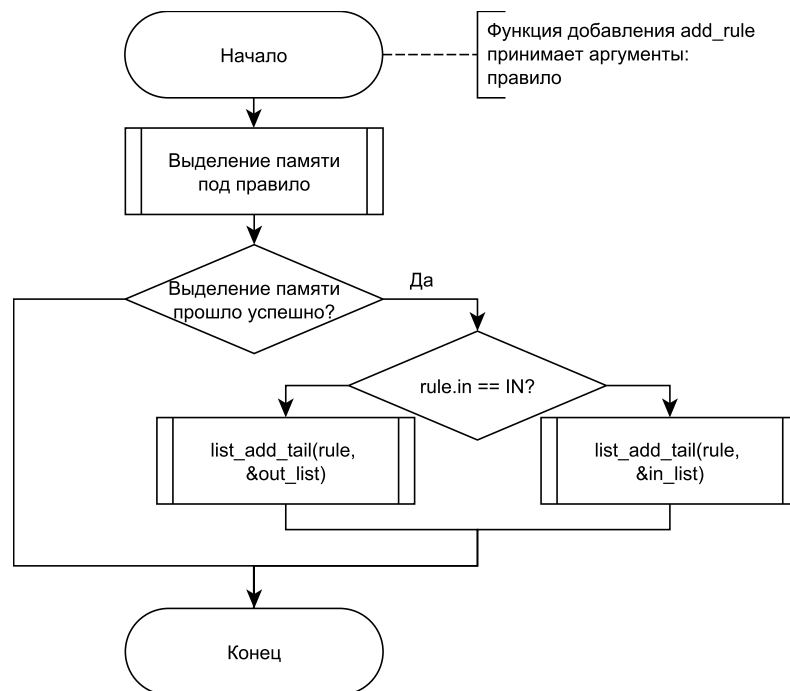 Начало
Функция добавления add_rule
принимает аргументы:
правило
Выделение памяти
под правило
Выделение памяти
прошло успешно?
Да
rule.in == IN?
list_add_tail(rule,
&out_list)
list_add_tail(rule,
&in_list)
Конец